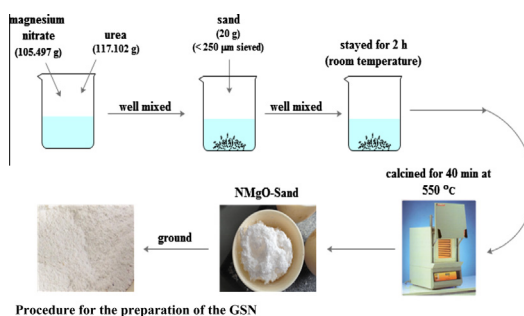 magnesium
nitrate
(105.497 g)
urea
(117.102 g)
sand
(20 g)
(< 250 µm sieved)
stayed for 2 h
(room temperature)
well mixed
well mixed
calcined for 40 min at
550 °C
NMgO-Sand
ground
Procedure for the preparation of the GSN